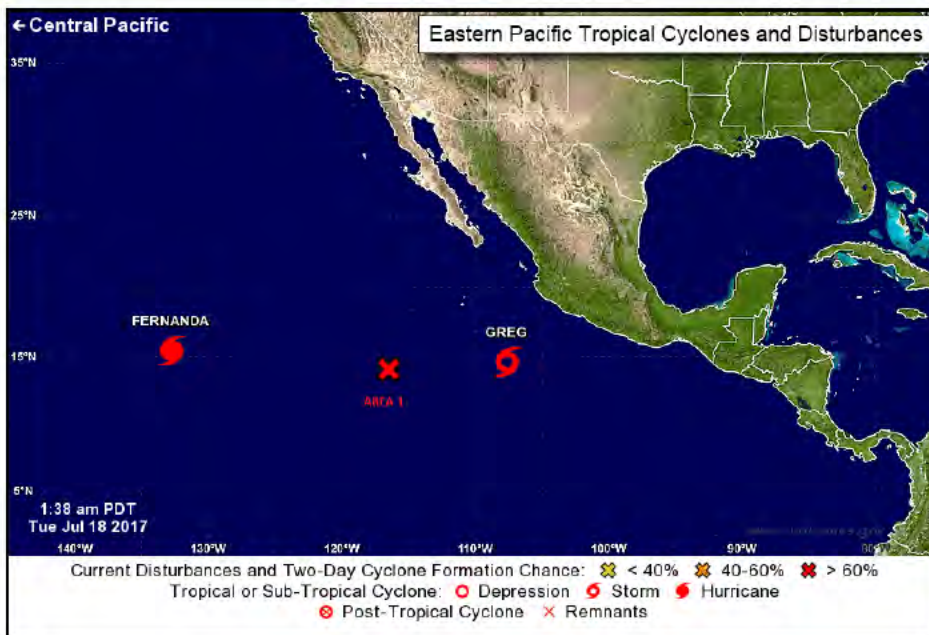 ← Central Pacific
Eastern Pacific Tropical Cyclones and Disturbances
35°N
25°N
FERNANDA
GREG
15°N
AREA 1
5°N
1:38 am PDT
Tue Jul 18 2017
140°W 130°W 120°W 110°W 100°W 90°W 80°W
Current Disturbances and Two-Day Cyclone Formation Chance: < 40% 40-60% > 60%
Tropical or Sub-Tropical Cyclone: Depression Storm Hurricane
Post-Tropical Cyclone Remnants